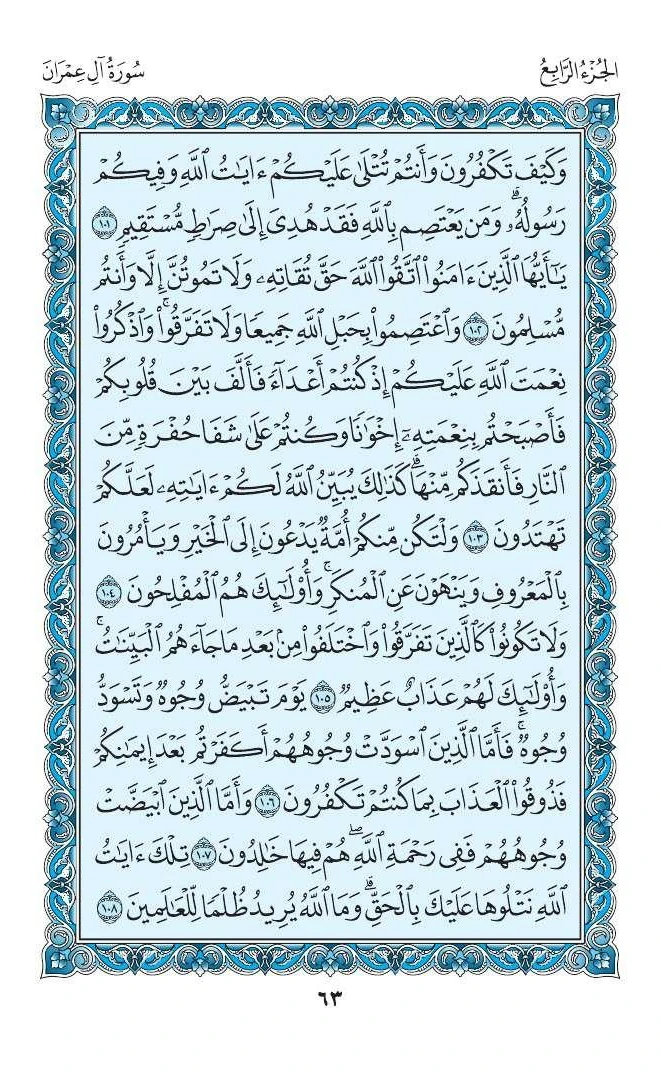 الجُزْءُ الرَّابِعُ
سُورَةُ آلِ عِمْرَانَ
وَكَيْفَ تَكْفُرُونَ وَأَنتُمْ تُتْلَىٰ عَلَيْكُمْ ءَايَٰتُ ٱللَّهِ وَفِيكُمْ
رَسُولُهُۥۗ وَمَن يَعْتَصِم بِٱللَّهِ فَقَدْ هُدِىَ إِلَىٰ صِرَٰطٍ مُّسْتَقِيمٍ ١٠١
يَٰٓأَيُّهَا ٱلَّذِينَ ءَامَنُوا۟ ٱتَّقُوا۟ ٱللَّهَ حَقَّ تُقَاتِهِۦ وَلَا تَمُوتُنَّ إِلَّا وَأَنتُم
مُّسْلِمُونَ ١٠٢ وَٱعْتَصِمُوا۟ بِحَبْلِ ٱللَّهِ جَمِيعًا وَلَا تَفَرَّقُوا۟ۚ وَٱذْكُرُوا۟
نِعْمَتَ ٱللَّهِ عَلَيْكُمْ إِذْ كُنتُمْ أَعْدَآءً فَأَلَّفَ بَيْنَ قُلُوبِكُمْ
فَأَصْبَحْتُم بِنِعْمَتِهِۦٓ إِخْوَٰنًا وَكُنتُمْ عَلَىٰ شَفَا حُفْرَةٍ مِّنَ
ٱلنَّارِ فَأَنقَذَكُم مِّنْهَاۗ كَذَٰلِكَ يُبَيِّنُ ٱللَّهُ لَكُمْ ءَايَٰتِهِۦ لَعَلَّكُمْ
تَهْتَدُونَ ١٠٣ وَلْتَكُن مِّنكُمْ أُمَّةٌ يَدْعُونَ إِلَى ٱلْخَيْرِ وَيَأْمُرُونَ
بِٱلْمَعْرُوفِ وَيَنْهَوْنَ عَنِ ٱلْمُنكَرِۚ وَأُو۟لَٰٓئِكَ هُمُ ٱلْمُفْلِحُونَ ١٠٤
وَلَا تَكُونُوا۟ كَٱلَّذِينَ تَفَرَّقُوا۟ وَٱخْتَلَفُوا۟ مِنۢ بَعْدِ مَا جَآءَهُمُ ٱلْبَيِّنَٰتُۚ
وَأُو۟لَٰٓئِكَ لَهُمْ عَذَابٌ عَظِيمٌ ١٠٥ يَوْمَ تَبْيَضُّ وُجُوهٌ وَتَسْوَدُّ
وُجُوهٌۚ فَأَمَّا ٱلَّذِينَ ٱسْوَدَّتْ وُجُوهُهُمْ أَكَفَرْتُم بَعْدَ إِيمَٰنِكُمْ
فَذُوقُوا۟ ٱلْعَذَابَ بِمَا كُنتُمْ تَكْفُرُونَ ١٠٦ وَأَمَّا ٱلَّذِينَ ٱبْيَضَّتْ
وُجُوهُهُمْ فَفِى رَحْمَةِ ٱللَّهِۖ هُمْ فِيهَا خَٰلِدُونَ ١٠٧ تِلْكَ ءَايَٰتُ
ٱللَّهِ نَتْلُوهَا عَلَيْكَ بِٱلْحَقِّۗ وَمَا ٱللَّهُ يُرِيدُ ظُلْمًا لِّلْعَٰلَمِينَ ١٠٨
٦٣